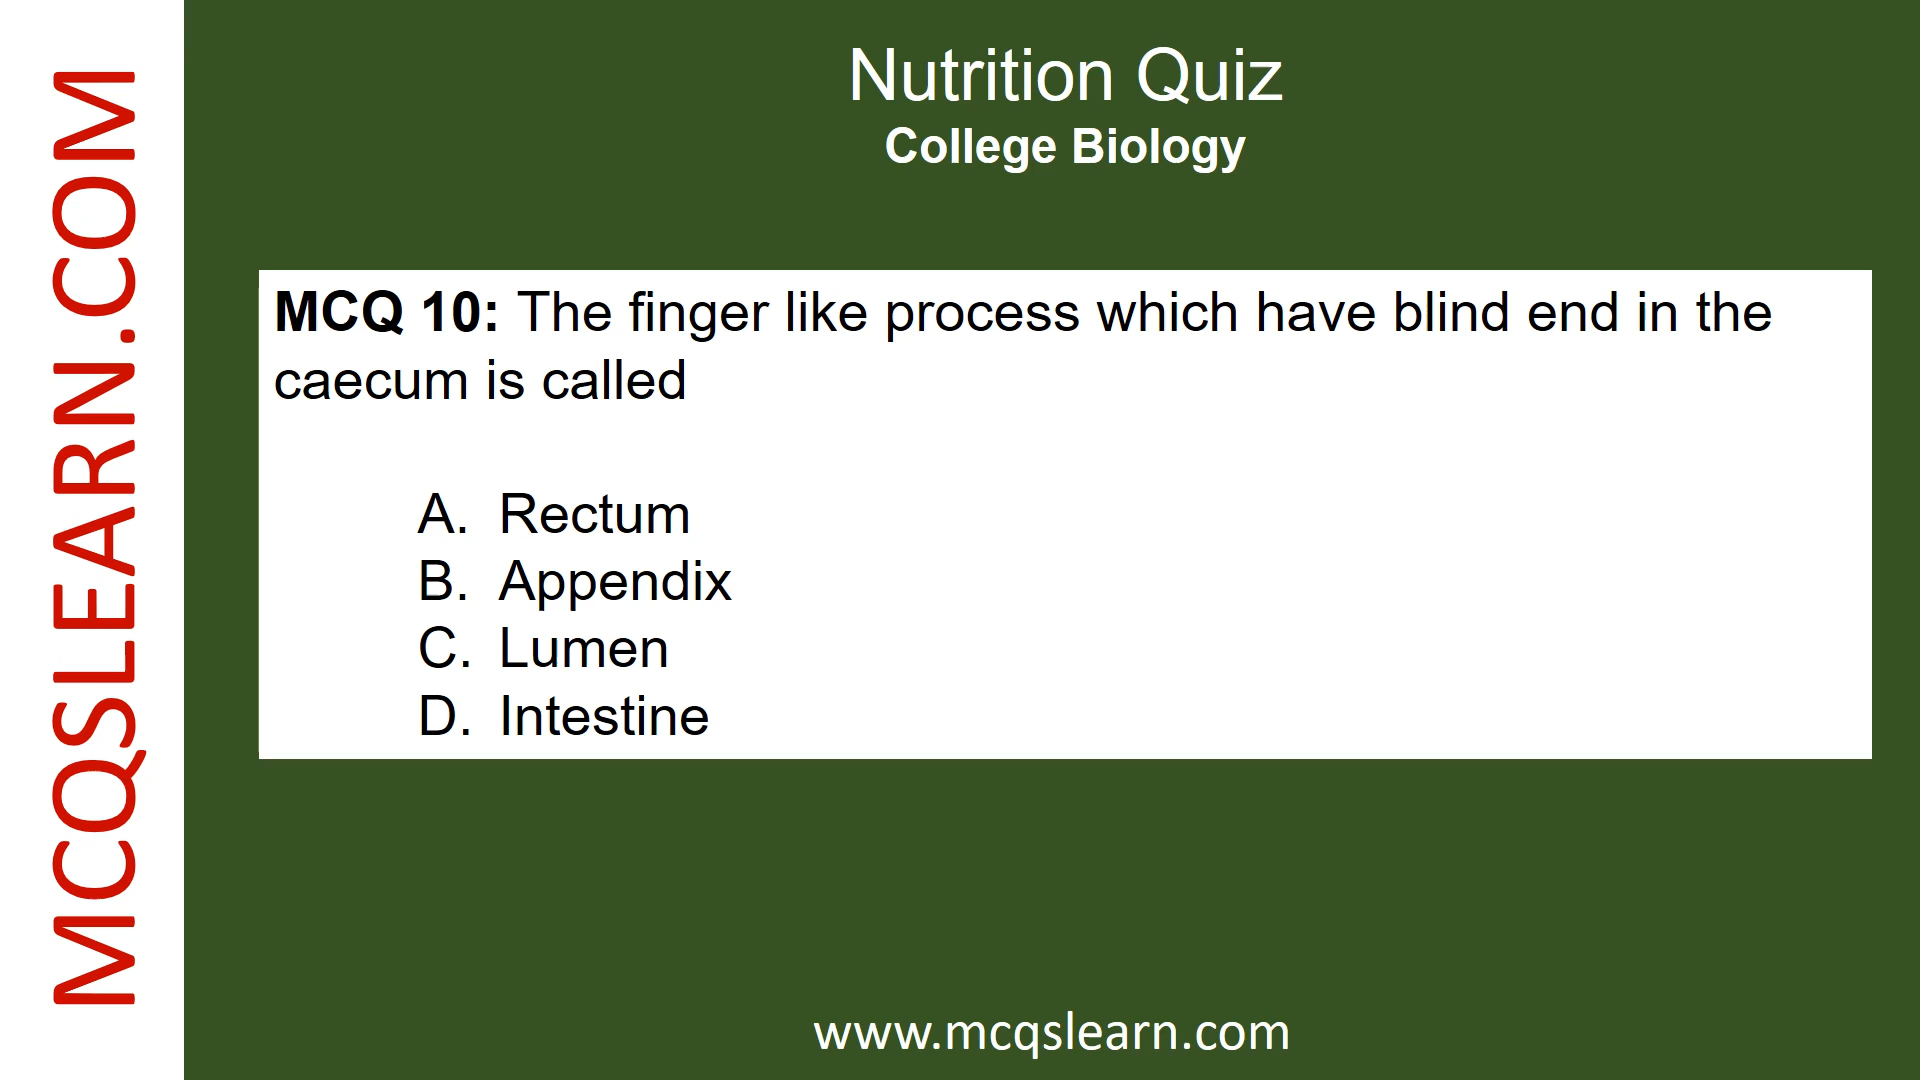 MCQSLEARN.COM
Nutrition Quiz
College Biology
MCQ 10: The finger like process which have blind end in the
caecum is called
A. Rectum
B. Appendix
C. Lumen
D. Intestine
www.mcqslearn.com